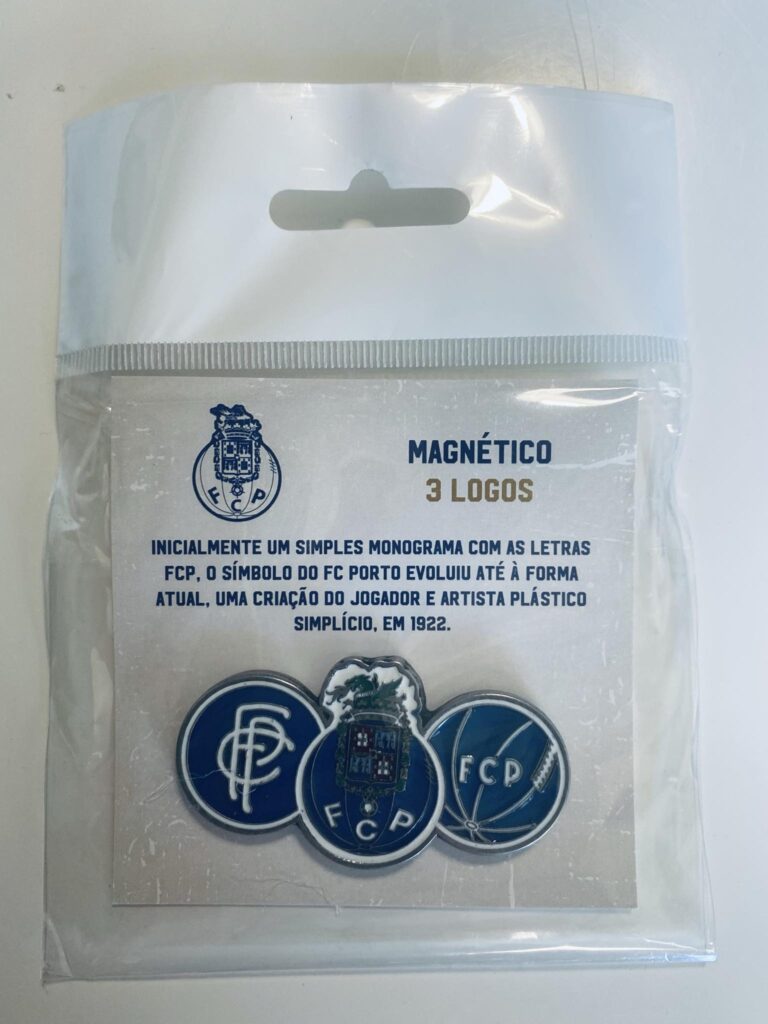 FCP
MAGNÉTICO
3 LOGOS
INICIALMENTE UM SIMPLES MONOGRAMA COM AS LETRAS
FCP, O SÍMBOLO DO FC PORTO EVOLUIU ATÉ À FORMA
ATUAL, UMA CRIAÇÃO DO JOGADOR E ARTISTA PLÁSTICO
SIMPLÍCIO, EM 1922.
FCP
FCP
FCP